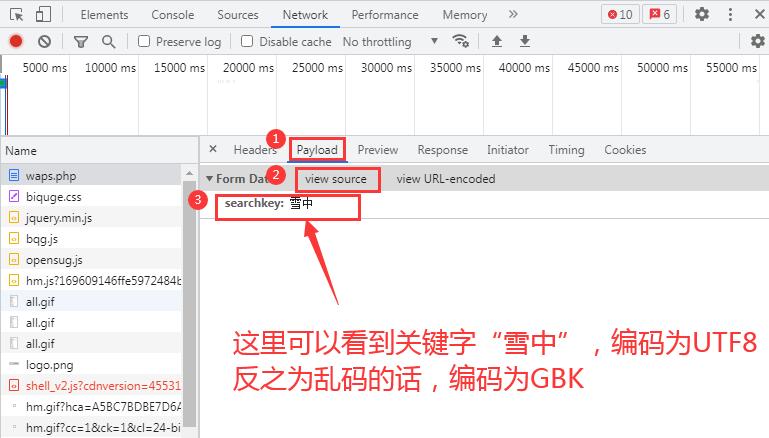 Elements Console Sources Network Performance Memory » 10 6
Preserve log Disable cache No throttling
5000 ms 10000 ms 15000 ms 20000 ms 25000 ms 30000 ms 35000 ms 40000 ms 45000 ms 50000 ms 55000 ms
Name
× 1 Headers Payload Preview Response Initiator Timing Cookies
waps.php
2 Form Dat view source view URL-encoded
biquge.css
3 searchkey: 雪中
jquery.min.js
bqg.js
opensug.js
hm.js?169609146ffe5972484b
all.gif
all.gif
all.gif
logo.png
shell_v2.js?cdnversion=45531
hm.gif?hca=A5BC7BDBE7D6A
hm.gif?cc=1&ck=1&cl=24-bi
这里可以看到关键字“雪中”，编码为UTF8
反之为乱码的话，编码为GBK